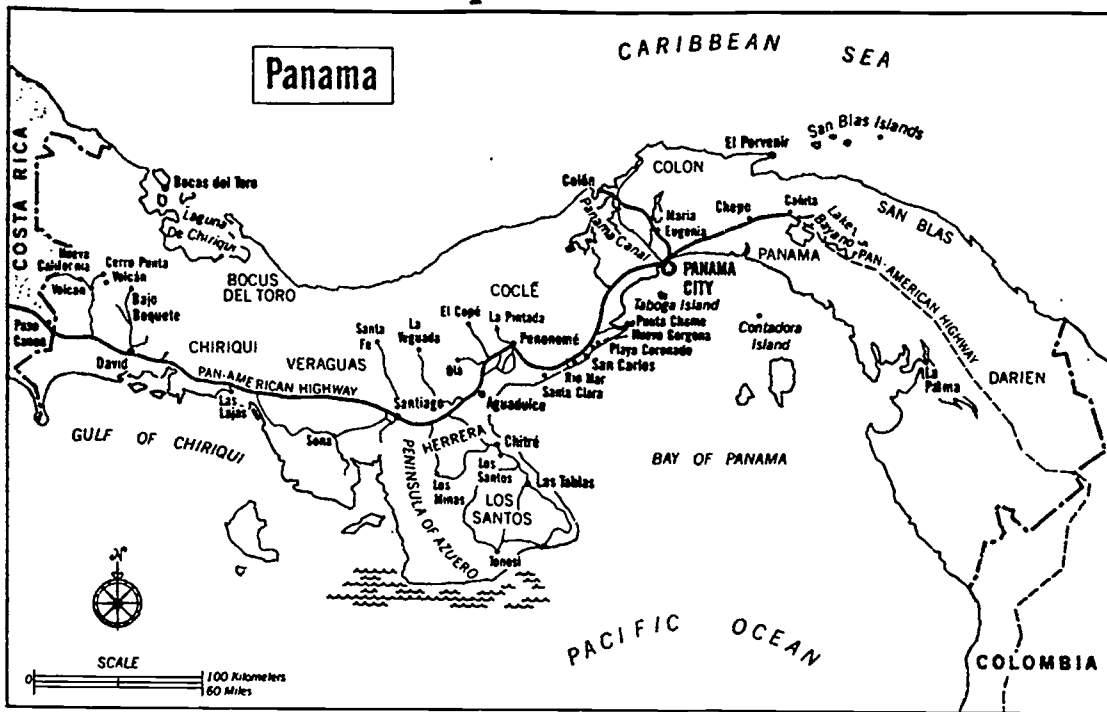 CARIBBEAN SEA
Panama
COSTA RICA
San Blas Islands
El Porvenir
COLON
Colón
Bocas del Toro
Laguna
De Chiriqui
Panama Canal
Maria
Eugenia
Chepo
Cañita
Lake
Bayano
SAN BLAS
PAN-AMERICAN HIGHWAY
PANAMA
PANAMA
CITY
Nueva
California
Volcan
Cerro Punta
Volcán
Bajo
Boquete
BOCUS
DEL TORO
COCLÉ
Taboga Island
El Copé
La Pintada
Penonomé
Punta Chame
Nueva Gorgona
Playa Coronado
San Carlos
Rio Mar
Santa Clara
Contadora
Island
Paso
Canoa
CHIRIQUI
David
PAN-AMERICAN HIGHWAY
VERAGUAS
Santa
Fe
La
Yeguada
Olá
La
Palma
DARIEN
Las
Lajas
Santiago
Aguadulce
GULF OF CHIRIQUI
Sona
HERRERA
Chitré
BAY OF PANAMA
Los
Minas
Los
Santos
Las Tablas
LOS
SANTOS
PENINSULA OF AZUERO
Tonosi
N
PACIFIC OCEAN
COLOMBIA
SCALE
0
100 Kilometers
60 Miles